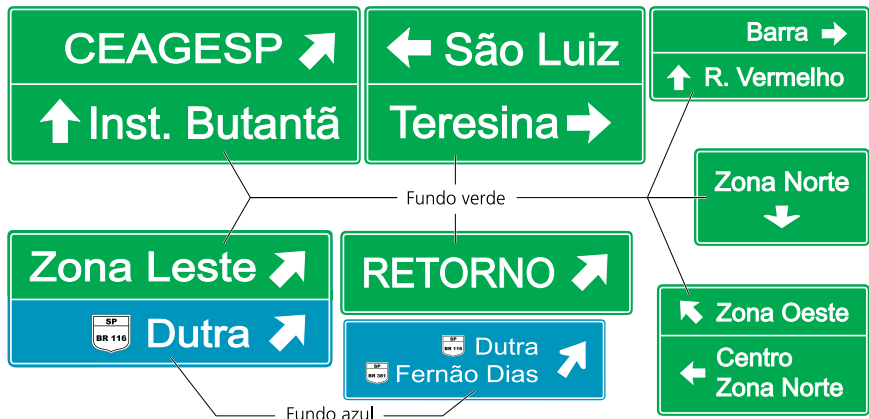 CEAGESP
Inst. Butantã
São Luiz
Teresina
Barra
R. Vermelho
Fundo verde
Zona Norte
Zona Leste
SP
BR 116
Dutra
RETORNO
SP
BR 116
Dutra
SP
BR 381
Fernão Dias
Zona Oeste
Centro
Zona Norte
Fundo azul